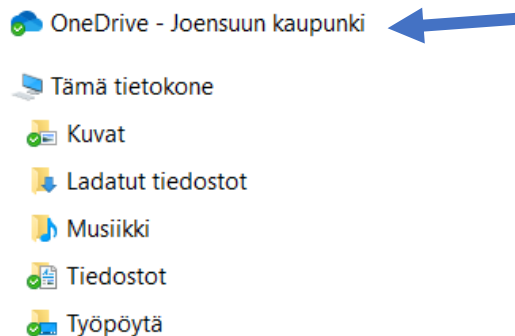 OneDrive - Joensuun kaupunki
Tämä tietokone
Kuvat
Ladatut tiedostot
Musiikki
Tiedostot
Työpöytä